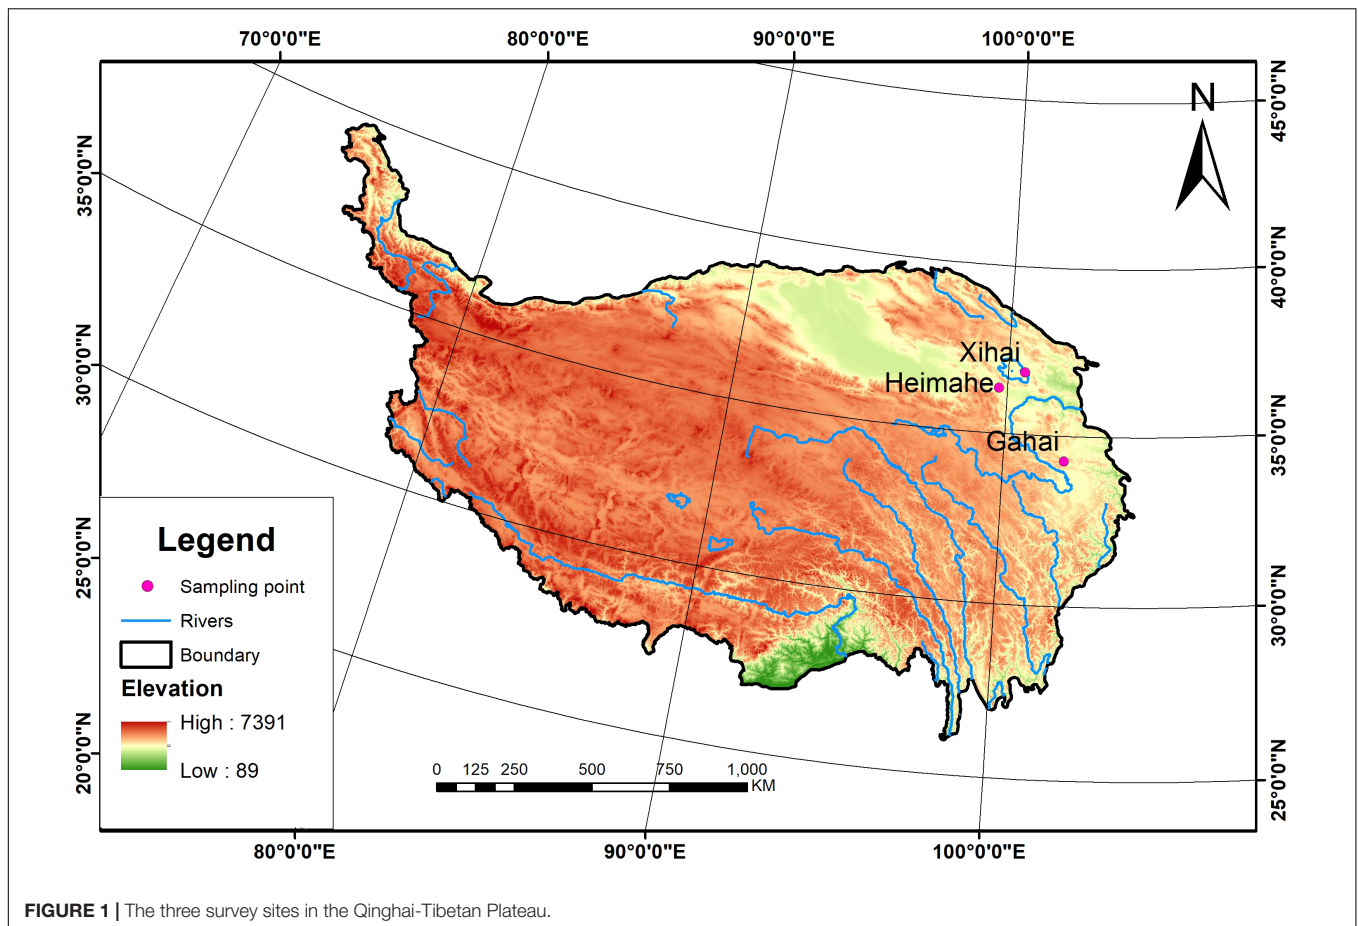 70°0'0"E 80°0'0"E 90°0'0"E 100°0'0"E
45°0'0"N
40°0'0"N
35°0'0"N
30°0'0"N
25°0'0"N
35°0'0"N
30°0'0"N
25°0'0"N
20°0'0"N
N
Xihai
Heimahe
Gahai
Legend
Sampling point
Rivers
Boundary
Elevation
High : 7391
Low : 89
0 125 250 500 750 1,000
KM
80°0'0"E 90°0'0"E 100°0'0"E
FIGURE 1 | The three survey sites in the Qinghai-Tibetan Plateau.